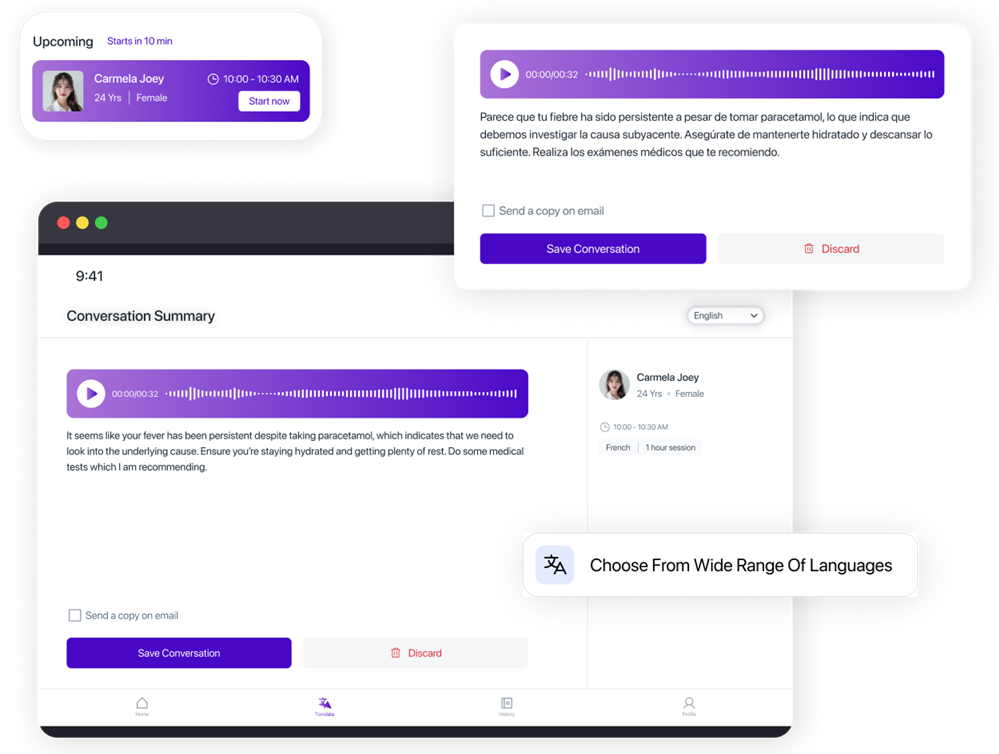 Upcoming Starts in 10 min
Carmela Joey
24 Yrs | Female
10:00 - 10:30 AM
Start now
00:00/00:32
Parece que tu fiebre ha sido persistente a pesar de tomar paracetamol, lo que indica que
debemos investigar la causa subyacente. Asegúrate de mantenerte hidratado y descansar lo
suficiente. Realiza los exámenes médicos que te recomiendo.
Send a copy on email
Save Conversation
Discard
9:41
Conversation Summary
English
00:00/00:32
It seems like your fever has been persistent despite taking paracetamol, which indicates that we need to
look into the underlying cause. Ensure you're staying hydrated and getting plenty of rest. Do some medical
tests which I am recommending.
Carmela Joey
24 Yrs Female
10:00 - 10:30 AM
French | 1 hour session
Choose From Wide Range Of Languages
Send a copy on email
Save Conversation
Discard
Home
Translate
History
Profile